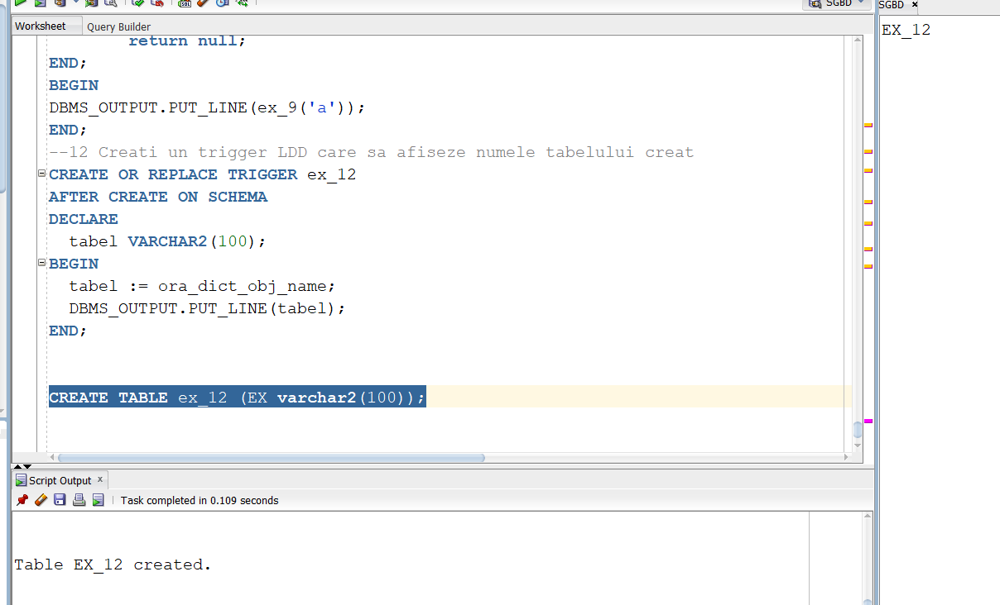 SGBD
SGBD
Worksheet
Query Builder
return null;
END;
BEGIN
DBMS_OUTPUT.PUT_LINE(ex_9('a'));
END;
--12 Creati un trigger LDD care sa afiseze numele tabelului creat
CREATE OR REPLACE TRIGGER ex_12
AFTER CREATE ON SCHEMA
DECLARE
tabel VARCHAR2(100);
BEGIN
tabel := ora_dict_obj_name;
DBMS_OUTPUT.PUT_LINE(tabel);
END;
CREATE TABLE ex_12 (EX varchar2(100));
EX_12
Script Output
Task completed in 0.109 seconds
Table EX_12 created.